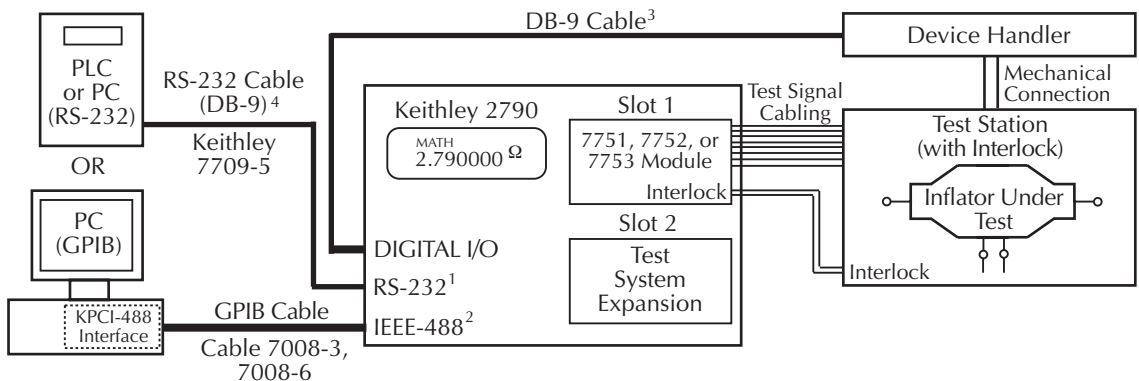 DB-9 Cable³
Device Handler
PLC
or PC
(RS-232)
RS-232 Cable
(DB-9)⁴
Keithley
7709-5
OR
PC
(GPIB)
KPCI-488
Interface
GPIB Cable
Cable 7008-3,
7008-6
Keithley 2790
MATH
2.790000 Ω
DIGITAL I/O
RS-232¹
IEEE-488²
Slot 1
7751, 7752, or
7753 Module
Interlock
Slot 2
Test
System
Expansion
Test Signal
Cabling
Mechanical
Connection
Test Station
(with Interlock)
Inflator Under
Test
Interlock